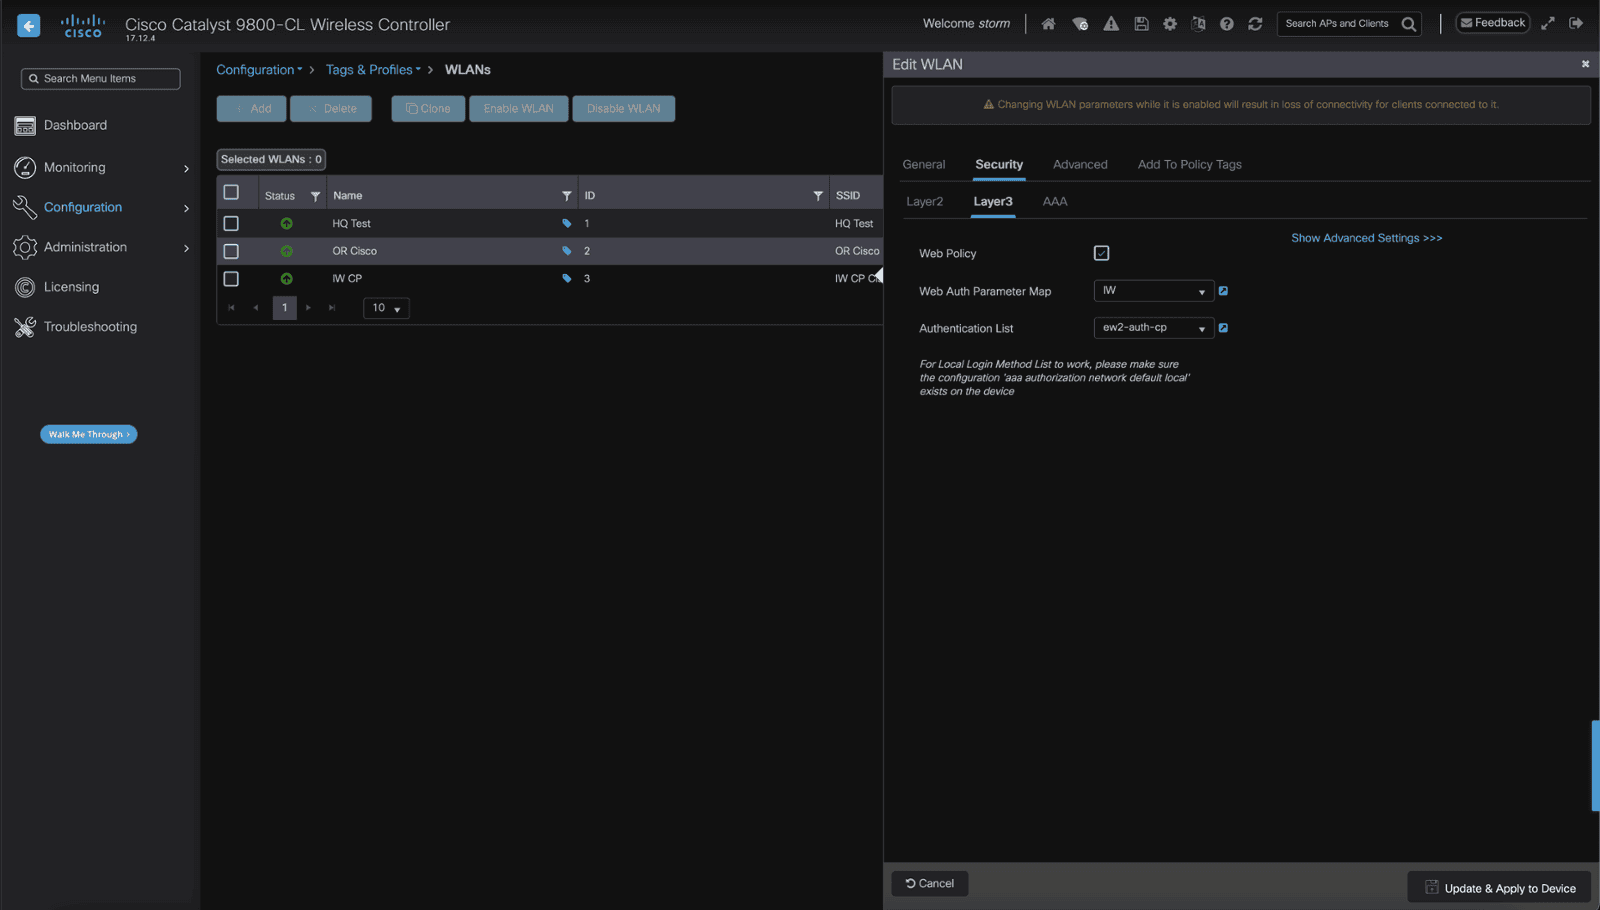 CISCO
Cisco Catalyst 9800-CL Wireless Controller
17.12.4
Welcome storm
Search APs and Clients
Feedback
Search Menu Items
Dashboard
Monitoring
Configuration
Administration
Licensing
Troubleshooting
Walk Me Through ›
Configuration > Tags & Profiles > WLANs
+ Add
× Delete
Clone
Enable WLAN
Disable WLAN
Selected WLANs : 0
Status Name ID SSID
HQ Test 1 HQ Test
OR Cisco 2 OR Cisco
IW CP 3 IW CP
1 10
Edit WLAN
Changing WLAN parameters while it is enabled will result in loss of connectivity for clients connected to it.
General Security Advanced Add To Policy Tags
Layer2 Layer3 AAA
Show Advanced Settings >>>
Web Policy
Web Auth Parameter Map IW
Authentication List ew2-auth-cp
For Local Login Method List to work, please make sure
the configuration 'aaa authorization network default local'
exists on the device
Cancel
Update & Apply to Device